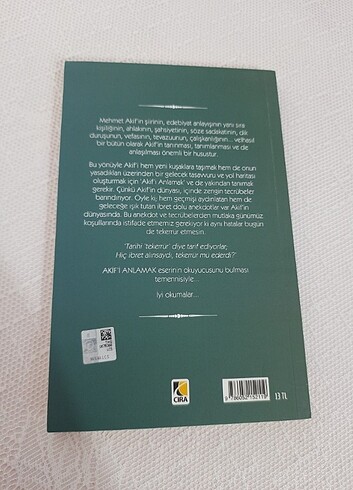 Mehmet Akif'in şiirinin, edebiyat anlayışının yanı sıra
kişiliğinin, ahlakının, şahsiyetinin, söze sadakatinin, dik
duruşunun, vefasının, tevazuunun, çalışkanlığının... velhasıl
bir bütün olarak Akif'in tanınması, tanımlanması ve de
anlaşılması önemli bir husustur.
Bu yönüyle Akif'i hem yeni kuşaklara taşımak hem de onun
yaşadıkları üzerinden bir gelecek tasavvuru ve yol haritası
oluşturmak için 'Akif'i Anlamak' ve de yakından tanımak
gerekir. Çünkü Akif'in dünyası, içinde zengin tecrübeler
barındırıyor. Öyle ki; hem geçmişi aydınlatan hem de
geleceğe ışık tutan ibret dolu anekdotlar var Akif'in
dünyasında. Bu anekdot ve tecrübelerden mutlaka günümüz
koşullarında istifade etmemiz gerekiyor ki aynı hatalar bugün
de tekerrür etmesin.
'Tarihi 'tekerrür' diye tarif ediyorlar;
Hiç ibret alınsaydı, tekerrür mü ederdi?'
AKİF'İ ANLAMAK eserinin okuyucusunu bulması
temennisiyle...
İyi okumalar...
ÇIRA
13 TL